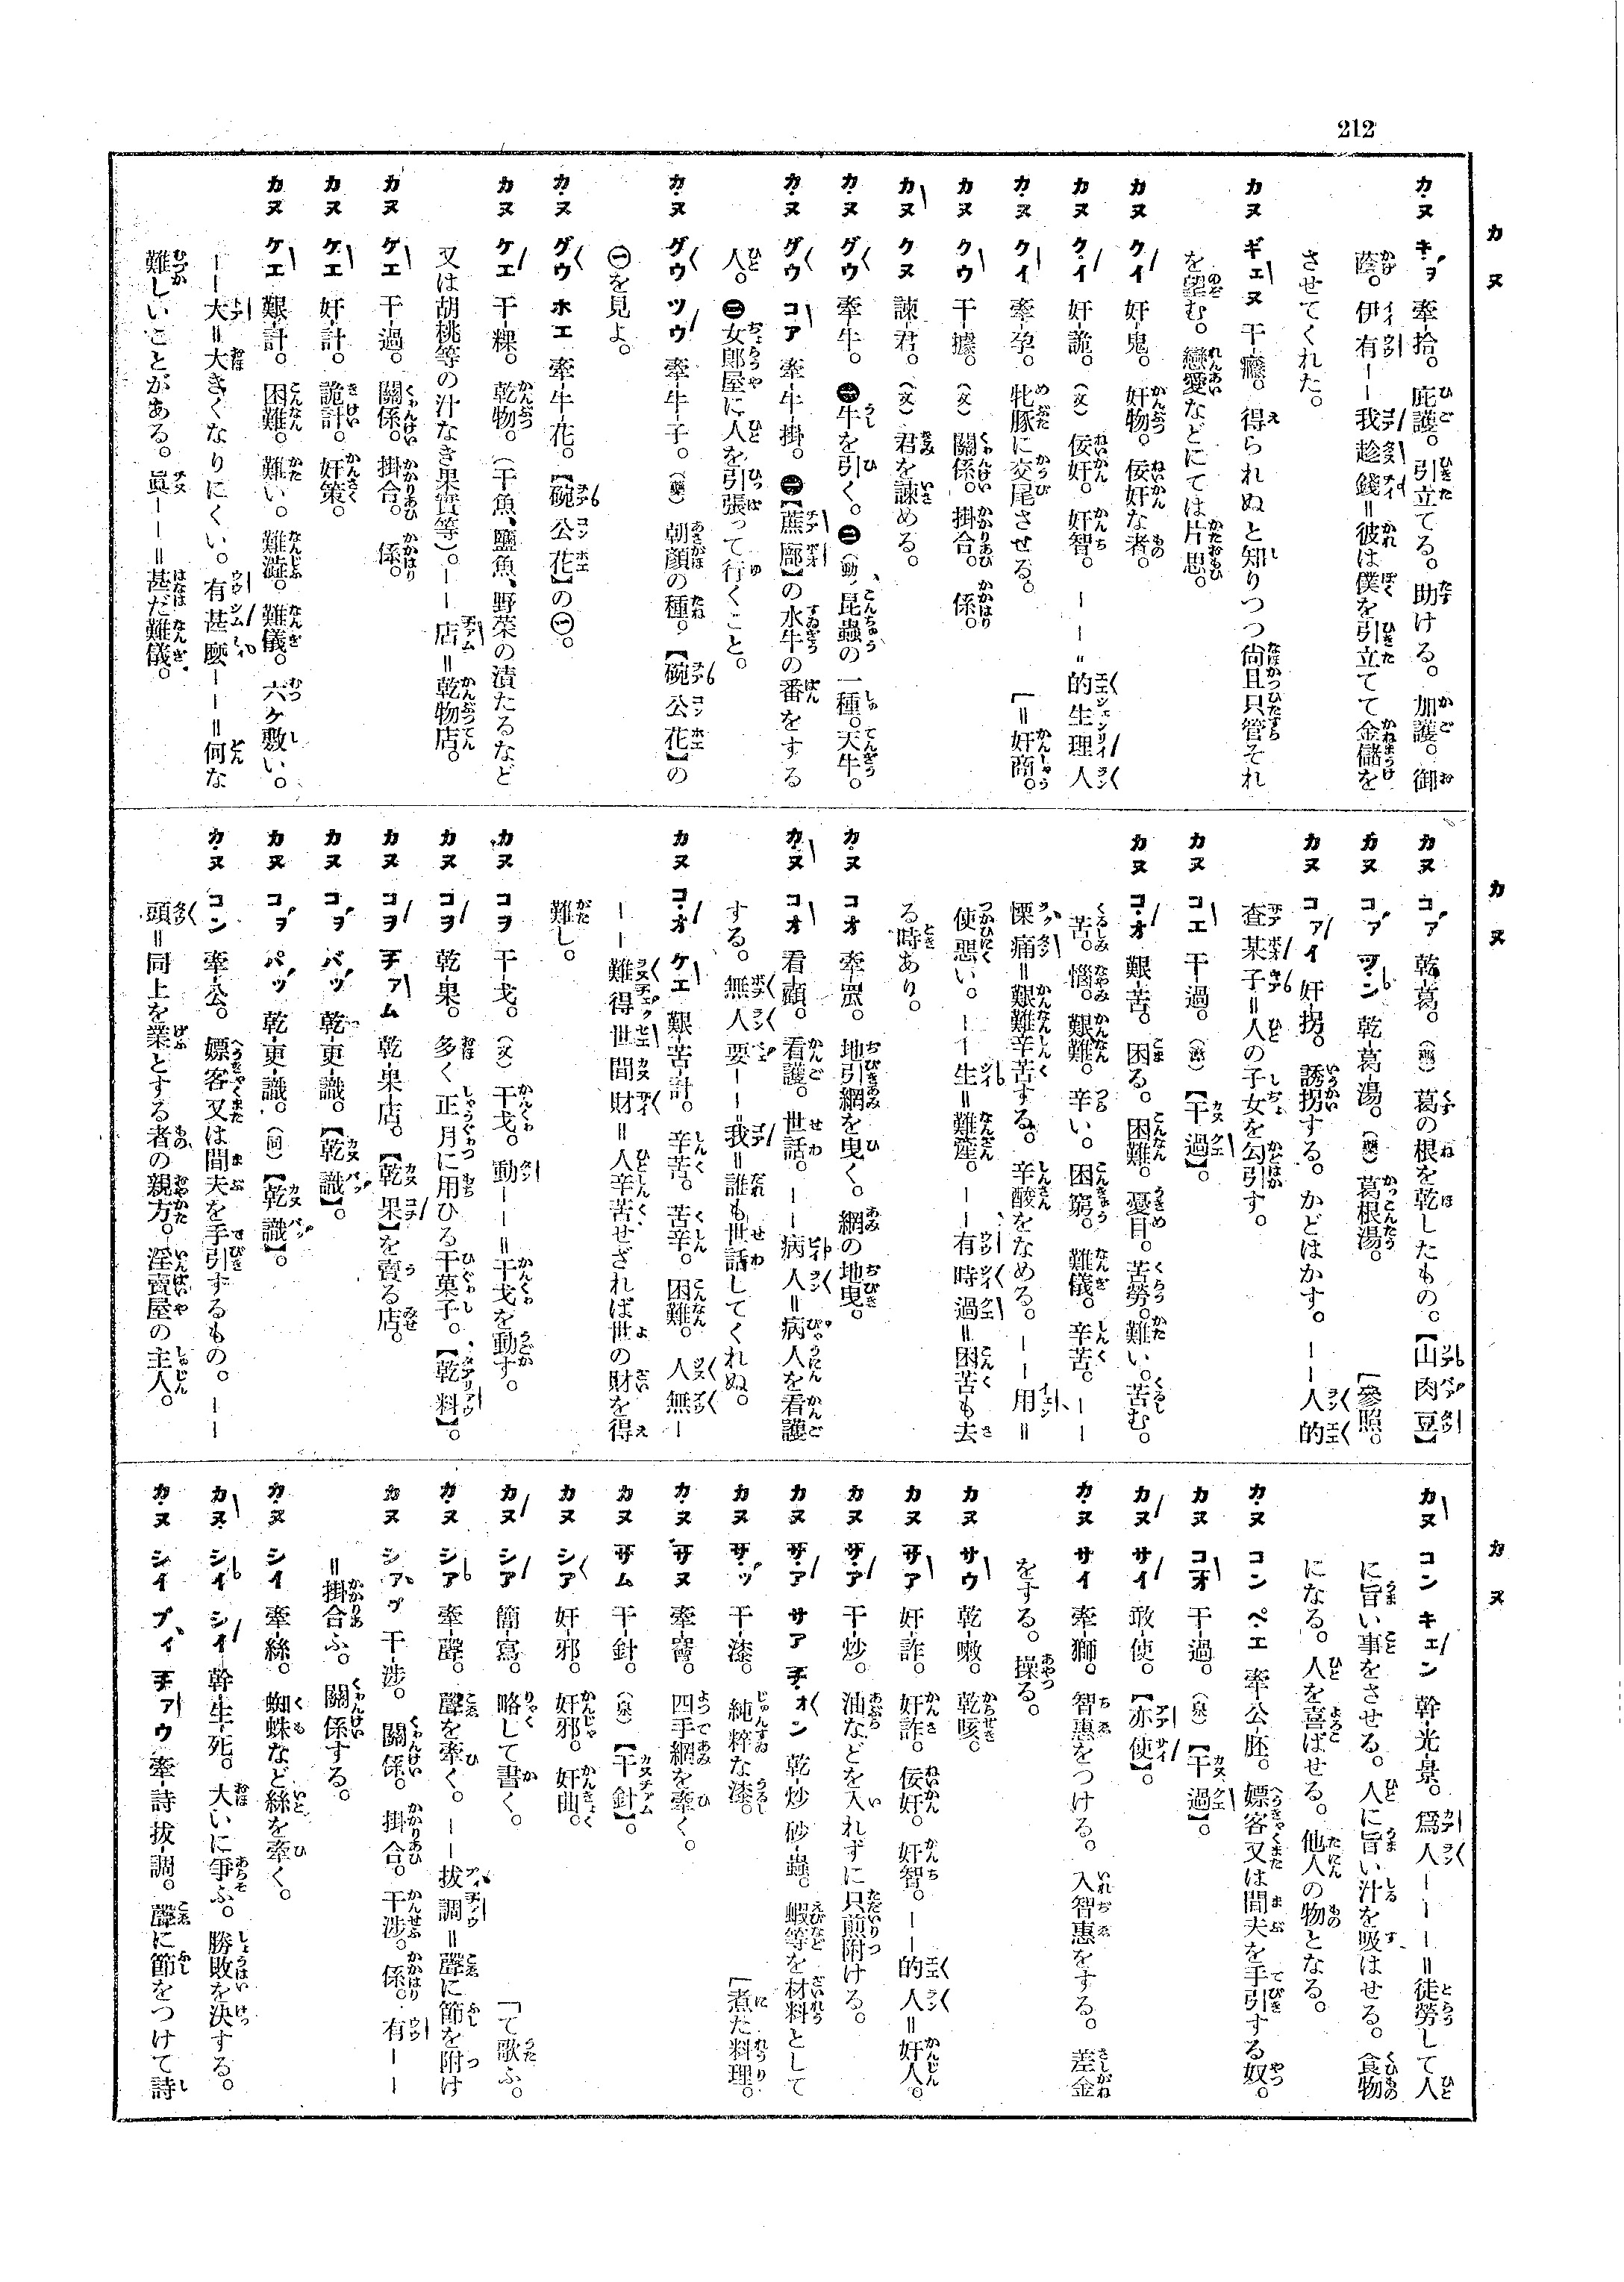 212
カヌ
カヌ キヲ 牽-拾。庇護。引立てる。助ける。加護。御
蔭。伊有ーー我趁錢=彼は僕を引立てて金儲を
させてくれた。
カヌ ギェヌ 干-癮。得られぬと知りつつ尙且只管それ
を望む。戀愛などにては片思。
カヌ クイ 奸-鬼。奸物。佞奸な者。
カヌ クイ 奸-詭。(文)佞奸。奸智。ーー=的生理人
[=奸商。
カヌ クイ 牽-孕。牝豚に交尾させる。
カヌ クウ 干-據。(文)關係。掛合。係。
カヌ クヌ 諫-君。(文)君を諫める。
カヌ グウ 牽-牛。㊀牛を引く。㊁(動)昆蟲の一種。天牛。
カヌ グウ コア 牽-牛-掛。㊀【蔗廍】の水牛の番をする
人。㊁女郎屋に人を引張って行くこと。
カヌ グウ ツウ 牽-牛-子。(藥)朝顔の種。【碗公花】の
㊀を見よ。
カヌ グウ ホエ 牽-牛-花。【碗公花】の㊀。
カヌ ケエ 干-粿。乾物。(干魚、鹽魚、野菜の漬たるなど
又は胡桃等の汁なき果實等)。ーー店=乾物店。
カヌ ケエ 干-過。關係。掛合。係。
カヌ ケエ 奸-計。詭計。奸策。
カヌ ケエ 艱-計。困難。難い。難澁。難儀。六ケ敷い。
ーー大=大きくなりにくい。有甚麼ーー=何な
難しいことがある。眞ーー=甚だ難儀。
カヌ
カヌ コア 乾-葛。(藥)葛の根を乾したもの。【山肉豆】
[參照。
カヌ コア 乾-葛-湯。(藥)葛根湯。
カヌ コァイ 奸-拐。誘拐する。かどはかす。ーー人的
査某子=人の子女を勾引す。
カヌ コエ 干-過。【干過】。
カヌ コオ 艱-苦。困る。困難。憂目。苦勞。難い。苦む。
苦。惱。艱難。辛い。困窮。難儀。辛苦。ーー
慄痛=艱難辛苦する。辛酸をなめる。ーー用=
使惡い。ーー生=難產。ーー有時過=困苦も去
る時あり。
カヌ コオ 牽-罛。地引網を曳く。網の地曳。
カヌ コオ 看-顧。看護。世話。ーー病人=病人を看護
する。無人要ーー我=誰も世話してくれぬ。
カヌ コオ ケエ 艱-苦-計。辛苦。苦辛。困難。人無ー
ーー難得世間財=人辛苦せざれば世の財を得
難し。
カヌ コヲ 干-戈。(文)干戈。動ーー=干戈を動す。
カヌ コヲ 乾-果。多く正月に用ひる干菓子。【乾料】。
カヌ コヲ 乾-果-店。【乾果】を賣る店。
カヌ 乾-更-識。【乾識】。
カヌ 乾-更-識。(同)【乾識】。
カヌ コン 牽-公。嫖客又は間夫を手引するもの。ーー
頭=同上を業とする者の親方。淫賣屋の主人。
カヌ
カヌ コン キェン 幹-光-景。爲人ーーー=徒勞して人
に旨い事をさせる。人に旨い汁を吸はせる。食物
になる。人を喜ばせる。他人の物となる。
カヌ コン ペエ 牽-公-胚。嫖客又は間夫を手引する奴。
カヌ コオ 干-過。(泉)【干過】。
カヌ サイ 敢-使。【亦使】。
カヌ サイ 牽-獅。智惠をつける。入智惠をする。差金
をする。操る。
カヌ サウ 乾-嗽。乾咳。
カヌ サア 奸-詐。奸詐。佞奸。奸智。ーー的人=奸人。
カヌ サア 干-炒。油などを入れずに只煎附ける。
カヌ サア サア 乾-炒-砂-蟲。蝦等を材料として
[煮た料理。
カヌ サッ 干-漆。純粹な漆。
カヌ サヌ 牽-罾。四手網を牽く。
カヌ サム 干-針。(泉)【干針】。
カヌ シア 奸-邪。奸邪。奸曲。
カヌ シア 簡-寫。略して書く。
[て歌ふ。
カヌ シア 牽-聲。聲を牽く。ーー拔調=聲に節を附け
カヌ シアプ 干-涉。關係。掛合。干涉。係。有ーー
=掛合ふ。關係する。
カヌ シイ 牽-絲。蜘蛛など絲を牽く。
カヌ シイ シイ 幹-生-死。大いに爭ふ。勝敗を決する。
カヌ シイ 牽-詩-拔-調。聲に節をつけて詩